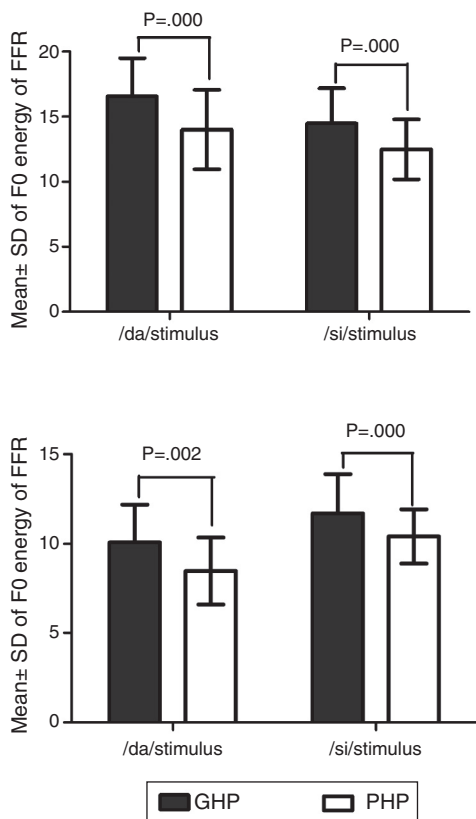 P=.000
P=.000
Mean± SD of F0 energy of FFR
20
15
10
5
0
/da/stimulus
/si/stimulus
P=.002
P=.000
Mean± SD of F0 energy of FFR
15
10
5
0
/da/stimulus
/si/stimulus
GHP
PHP